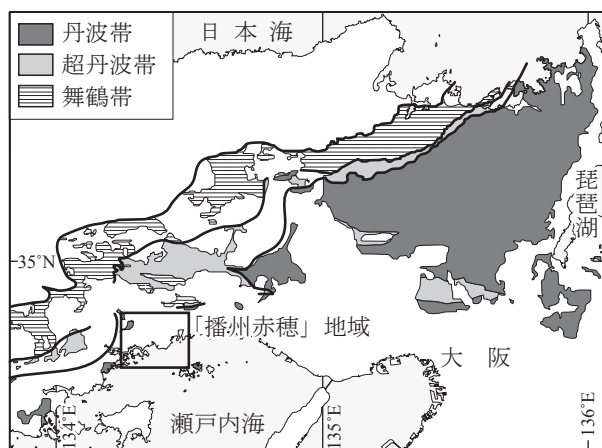 丹波帯
超丹波帯
舞鶴帯
日本海
琵琶湖
35˚N
「播州赤穂」地域
大阪
瀬戸内海
134˚E
135˚E
136˚E